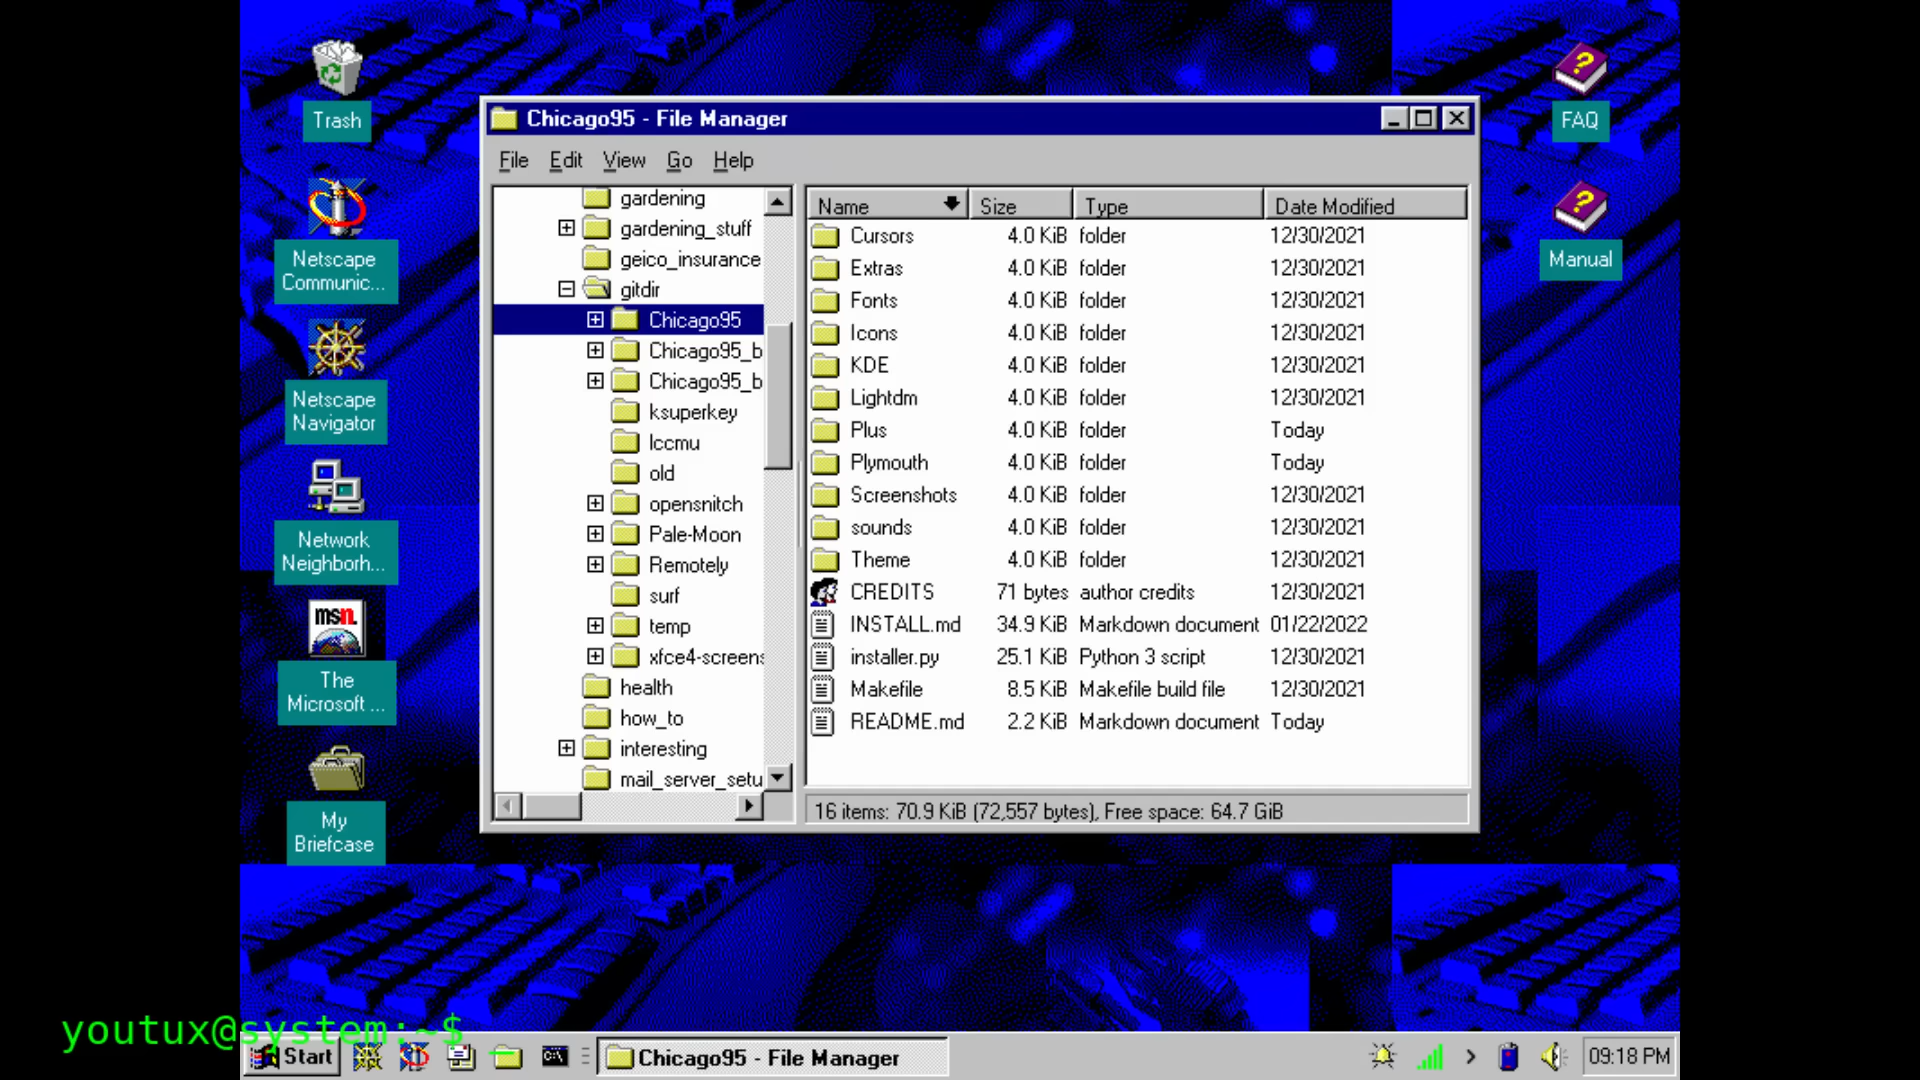 Trash
Netscape
Communic...
Netscape
Navigator
Network
Neighborh...
msn.
The
Microsoft ...
My
Briefcase
FAQ
Manual
Chicago95 - File Manager
File Edit View Go Help
gardening
gardening_stuff
geico_insurance
gitdir
Chicago95
Chicago95_b
Chicago95_b
ksuperkey
lccmu
old
opensnitch
Pale-Moon
Remotely
surf
temp
xfce4-screens
health
how_to
interesting
mail_server_setu
Name Size Type Date Modified
Cursors 4.0 KiB folder 12/30/2021
Extras 4.0 KiB folder 12/30/2021
Fonts 4.0 KiB folder 12/30/2021
Icons 4.0 KiB folder 12/30/2021
KDE 4.0 KiB folder 12/30/2021
Lightdm 4.0 KiB folder 12/30/2021
Plus 4.0 KiB folder Today
Plymouth 4.0 KiB folder Today
Screenshots 4.0 KiB folder 12/30/2021
sounds 4.0 KiB folder 12/30/2021
Theme 4.0 KiB folder 12/30/2021
CREDITS 71 bytes author credits 12/30/2021
INSTALL.md 34.9 KiB Markdown document 01/22/2022
installer.py 25.1 KiB Python 3 script 12/30/2021
Makefile 8.5 KiB Makefile build file 12/30/2021
README.md 2.2 KiB Markdown document Today
16 items: 70.9 KiB (72,557 bytes), Free space: 64.7 GiB
youtux@system:~$
Start Chicago95 - File Manager 09:18 PM